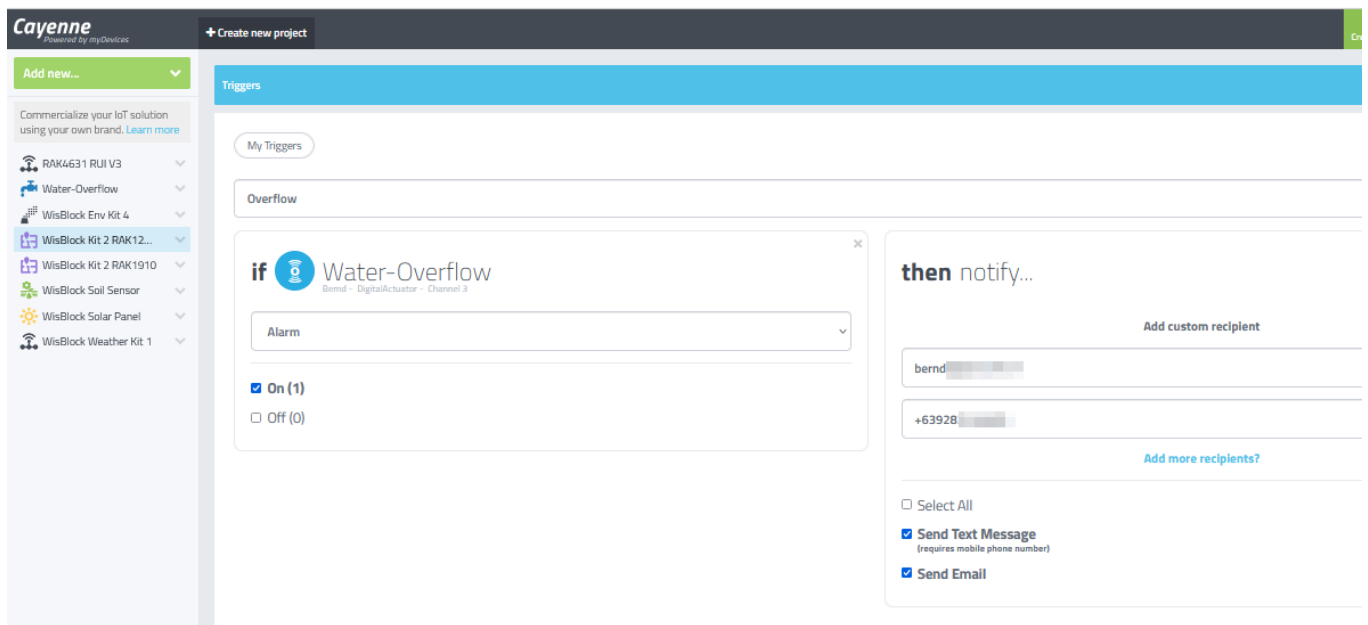 Cayenne
Powered by myDevices
+ Create new project
Add new...
Commercialize your IoT solution
using your own brand. Learn more
RAK4631 RUI V3
Water-Overflow
WisBlock Env Kit 4
WisBlock Kit 2 RAK12...
WisBlock Kit 2 RAK1910
WisBlock Soil Sensor
WisBlock Solar Panel
WisBlock Weather Kit 1
Triggers
My Triggers
Overflow
if Water-Overflow
Bernd - DigitalActuator - Channel 3
Alarm
On (1)
Off (0)
then notify...
Add custom recipient
bernd
+63928
Add more recipients?
Select All
Send Text Message
(requires mobile phone number)
Send Email